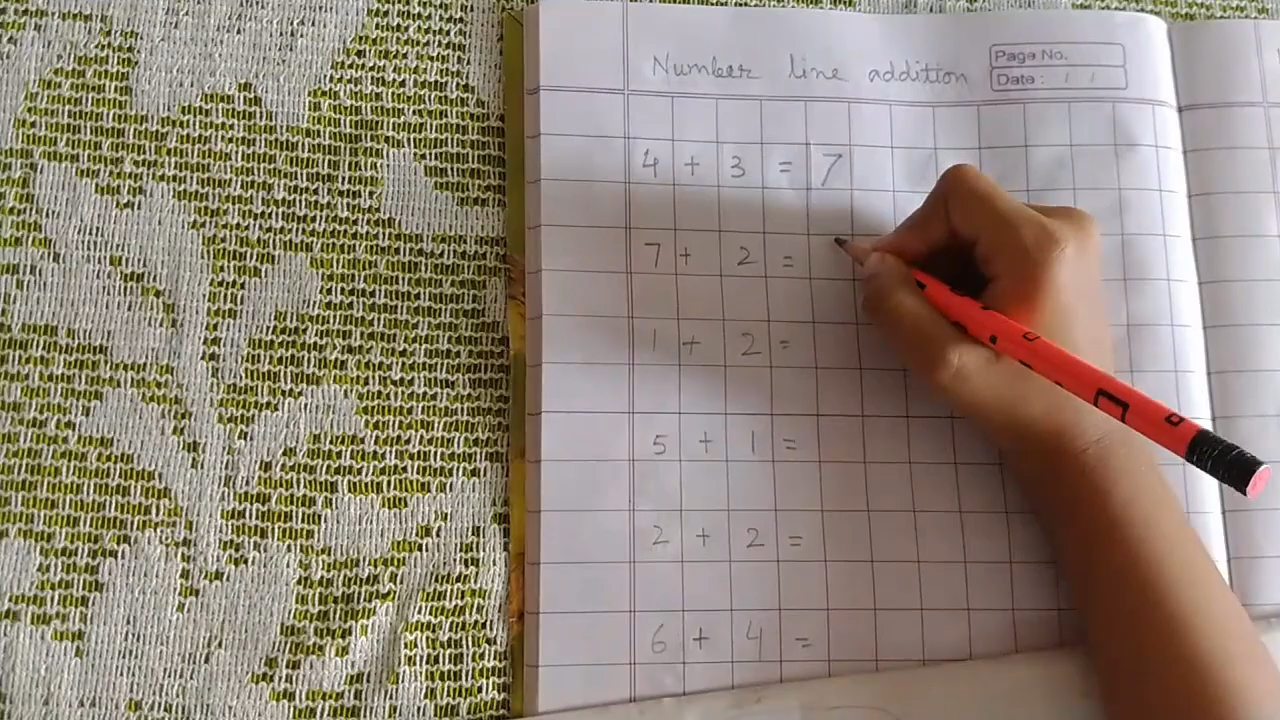 Number line addition
Page No.
Date: / /
4 + 3 = 7
7 + 2 =
1 + 2 =
5 + 1 =
2 + 2 =
6 + 4 =